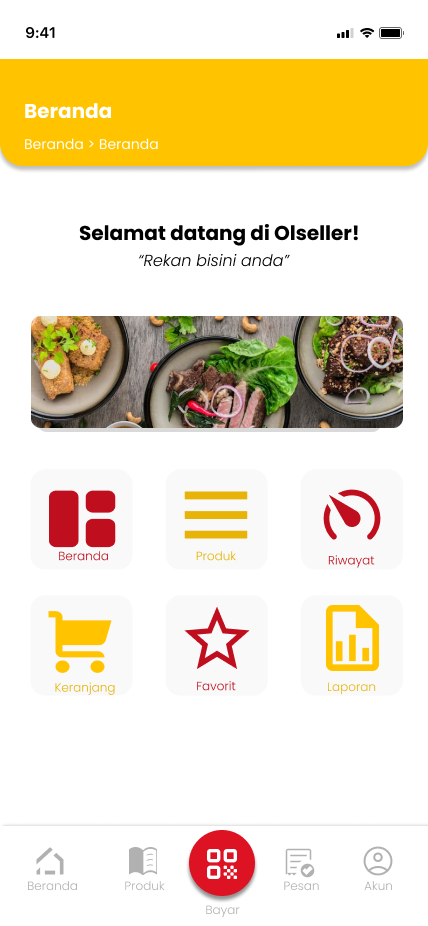 9:41
Beranda
Beranda > Beranda
Selamat datang di Olseller!
“Rekan bisini anda”
Beranda
Produk
Riwayat
Keranjang
Favorit
Laporan
Beranda
Produk
Bayar
Pesan
Akun